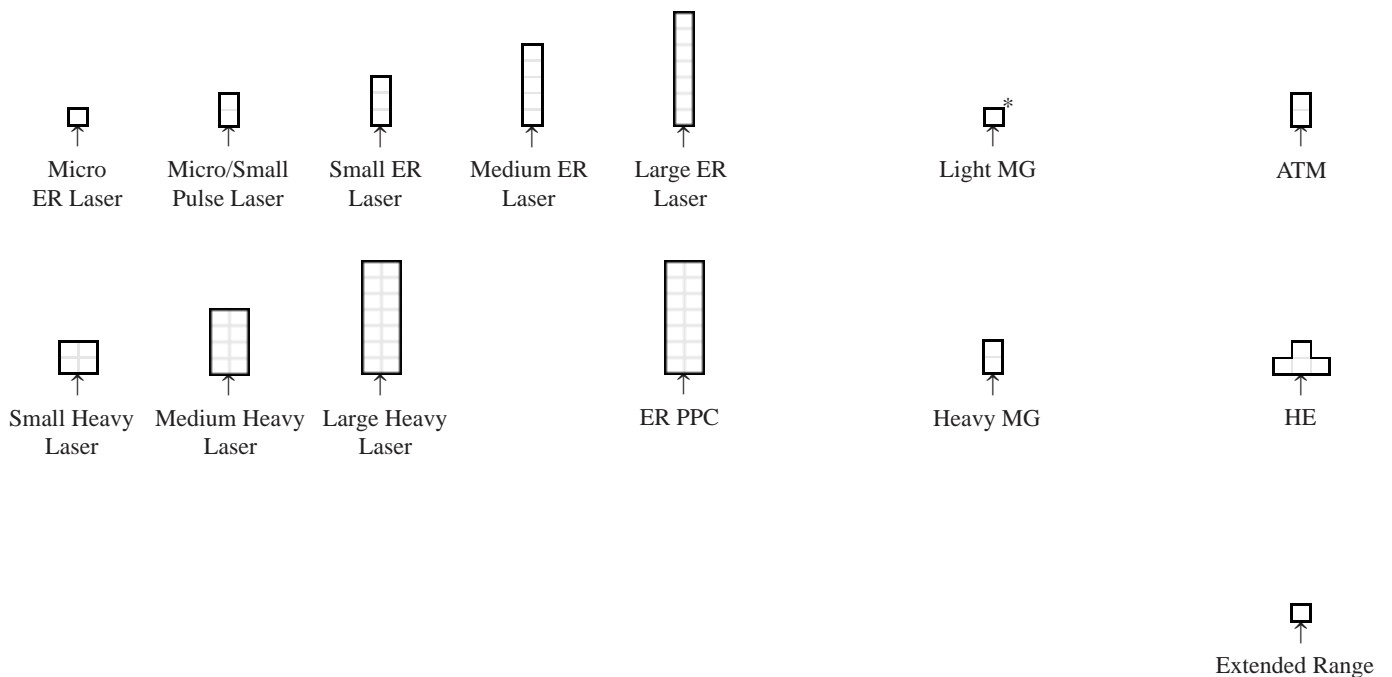 *
Micro
ER Laser
Micro/Small
Pulse Laser
Small ER
Laser
Medium ER
Laser
Large ER
Laser
Light MG
ATM
Small Heavy
Laser
Medium Heavy
Laser
Large Heavy
Laser
ER PPC
Heavy MG
HE
Extended Range